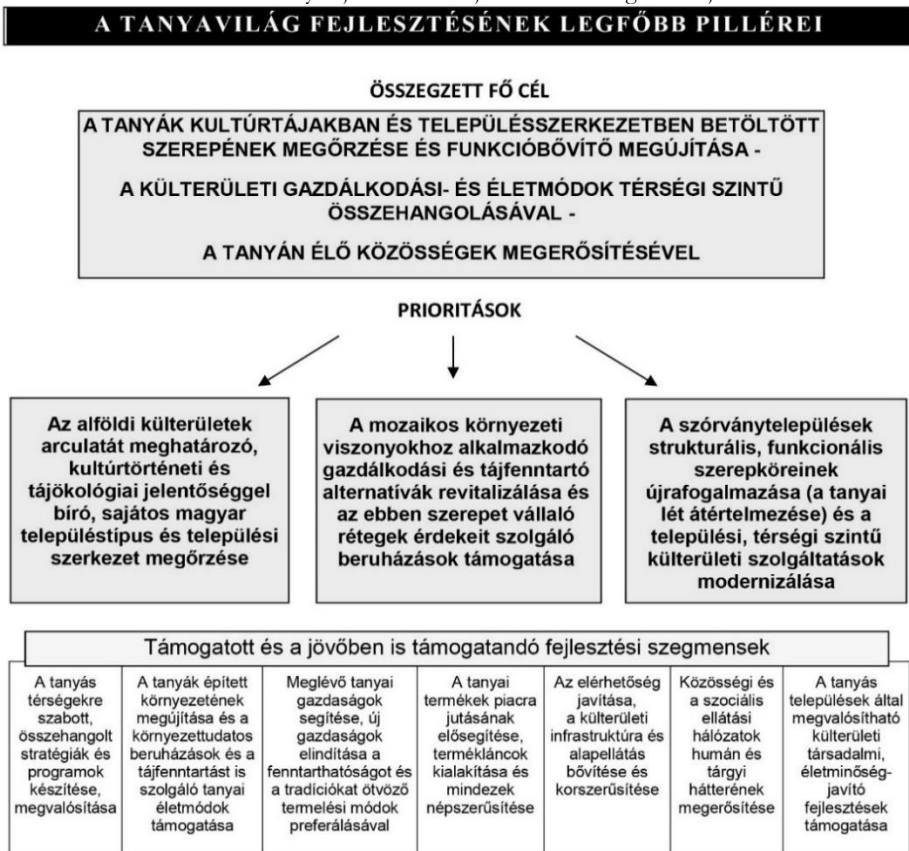 A TANYAVILÁG FEJLESZTÉSÉNEK LEGFŐBB PILLÉREI
ÖSSZEGZETT FŐ CÉL
A TANYÁK KULTÚRTÁJAKBAN ÉS TELEPÜLÉSSZERKEZETBEN BETÖLTÖTT
SZEREPÉNEK MEGŐRZÉSE ÉS FUNKCIÓBŐVÍTŐ MEGÚJÍTÁSA -
A KÜLTERÜLETI GAZDÁLKODÁSI- ÉS ÉLETMÓDOK TÉRSÉGI SZINTŰ
ÖSSZEHANGOLÁSÁVAL -
A TANYÁN ÉLŐ KÖZÖSSÉGEK MEGERŐSÍTÉSÉVEL
PRIORITÁSOK
Az alföldi külterületek
arculatát meghatározó,
kultúrtörténeti és
tájökológiai jelentőséggel
bíró, sajátos magyar
településtípus és települési
szerkezet megőrzése
A mozaikos környezeti
viszonyokhoz alkalmazkodó
gazdálkodási és tájfenntartó
alternatívák revitalizálása és
az ebben szerepet vállaló
rétegek érdekeit szolgáló
beruházások támogatása
A szórványtelepülések
strukturális, funkcionális
szerepköreinek
újrafogalmazása (a tanyai
lét átértelmezése) és a
települési, térségi szintű
külterületi szolgáltatások
modernizálása
Támogatott és a jövőben is támogatandó fejlesztési szegmensek
A tanyás
térségekre
szabott,
összehangolt
stratégiák és
programok
készítése,
megvalósítása
A tanyák épített
környezetének
megújítása és a
környezettudatos
beruházások és a
tájfenntartást is
szolgáló tanyai
életmódok
támogatása
Meglévő tanyai
gazdaságok
segítése, új
gazdaságok
elindítása a
fenntarthatóságot és
a tradíciókat ötvöző
termelési módok
preferálásával
A tanyai
termékek piacra
jutásának
elősegítése,
termékláncok
kialakítása és
mindezek
népszerűsítése
Az elérhetőség
javítása,
a külterületi
infrastruktúra és
alapellátás
bővítése és
korszerűsítése
Közösségi és
a szociális
ellátási
hálózatok
humán és
tárgyi
hátterének
megerősítése
A tanyás
települések által
megvalósítható
külterületi
társadalmi,
életminőség-
javító
fejlesztések
támogatása